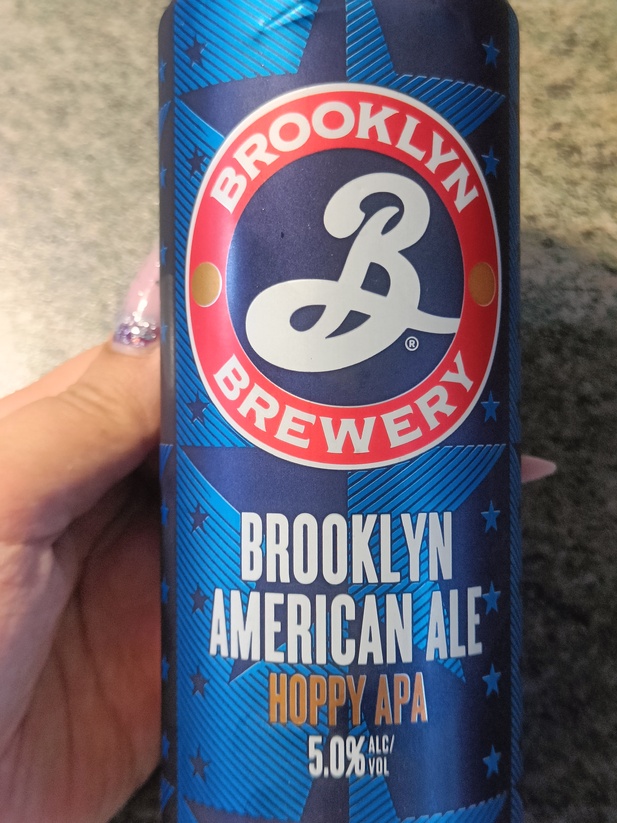 BROOKLYN
B®
BREWERY
BROOKLYN
AMERICAN ALE
HOPPY APA
5.0% ALC/
VOL